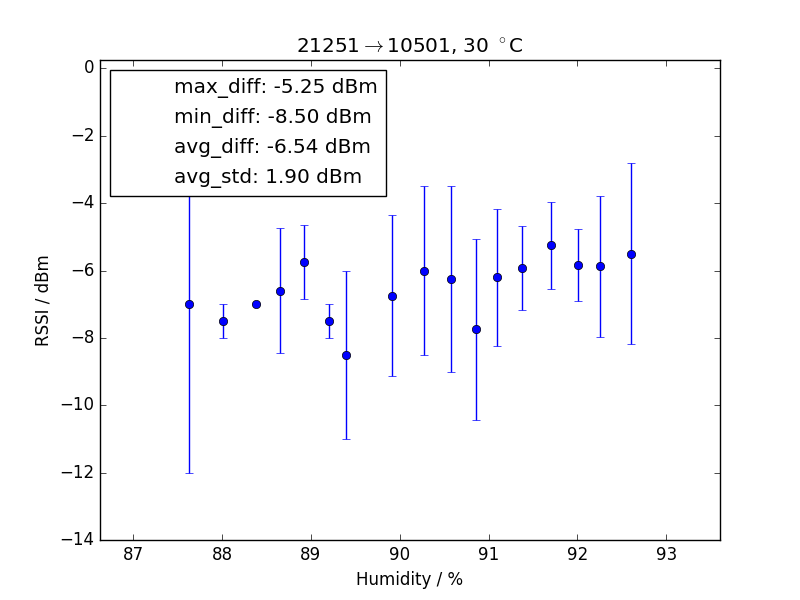 21251→10501, 30 °C
max_diff: -5.25 dBm
min_diff: -8.50 dBm
avg_diff: -6.54 dBm
avg_std: 1.90 dBm
RSSI / dBm
0
−2
−4
−6
−8
−10
−12
−14
87 88 89 90 91 92 93
Humidity / %